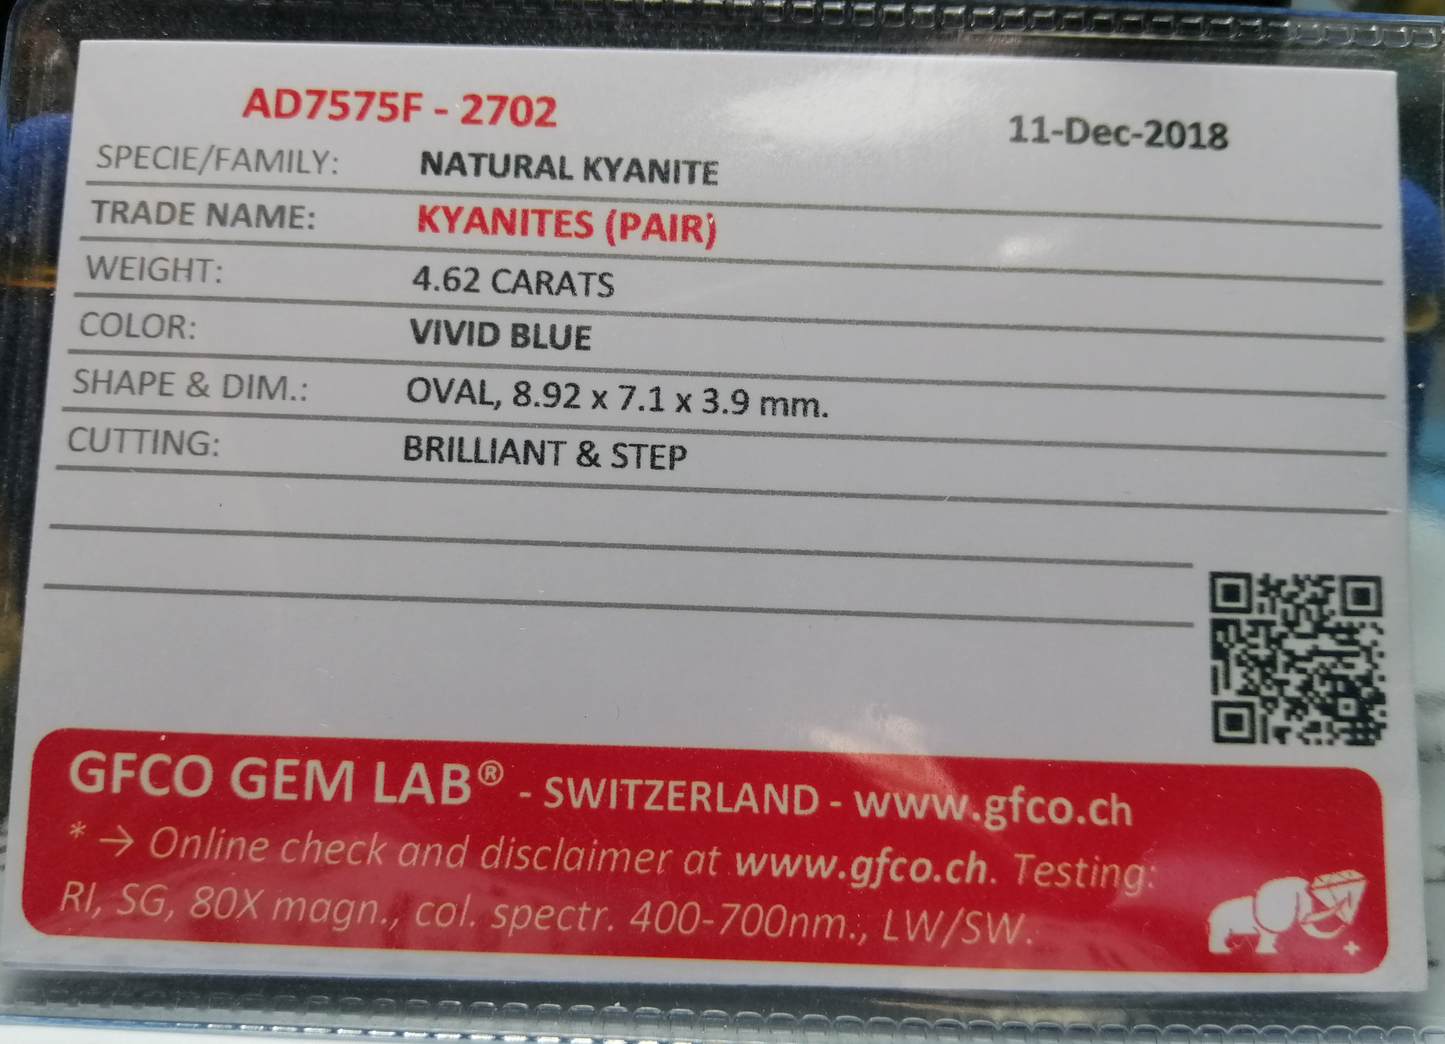 AD7575F - 2702
11-Dec-2018
SPECIE/FAMILY: NATURAL KYANITE
TRADE NAME: KYANITES (PAIR)
WEIGHT: 4.62 CARATS
COLOR: VIVID BLUE
SHAPE & DIM.: OVAL, 8.92 x 7.1 x 3.9 mm.
CUTTING: BRILLIANT & STEP
GFCO GEM LAB® - SWITZERLAND - www.gfco.ch
* → Online check and disclaimer at www.gfco.ch. Testing:
RI, SG, 80X magn., col. spectr. 400-700nm., LW/SW.